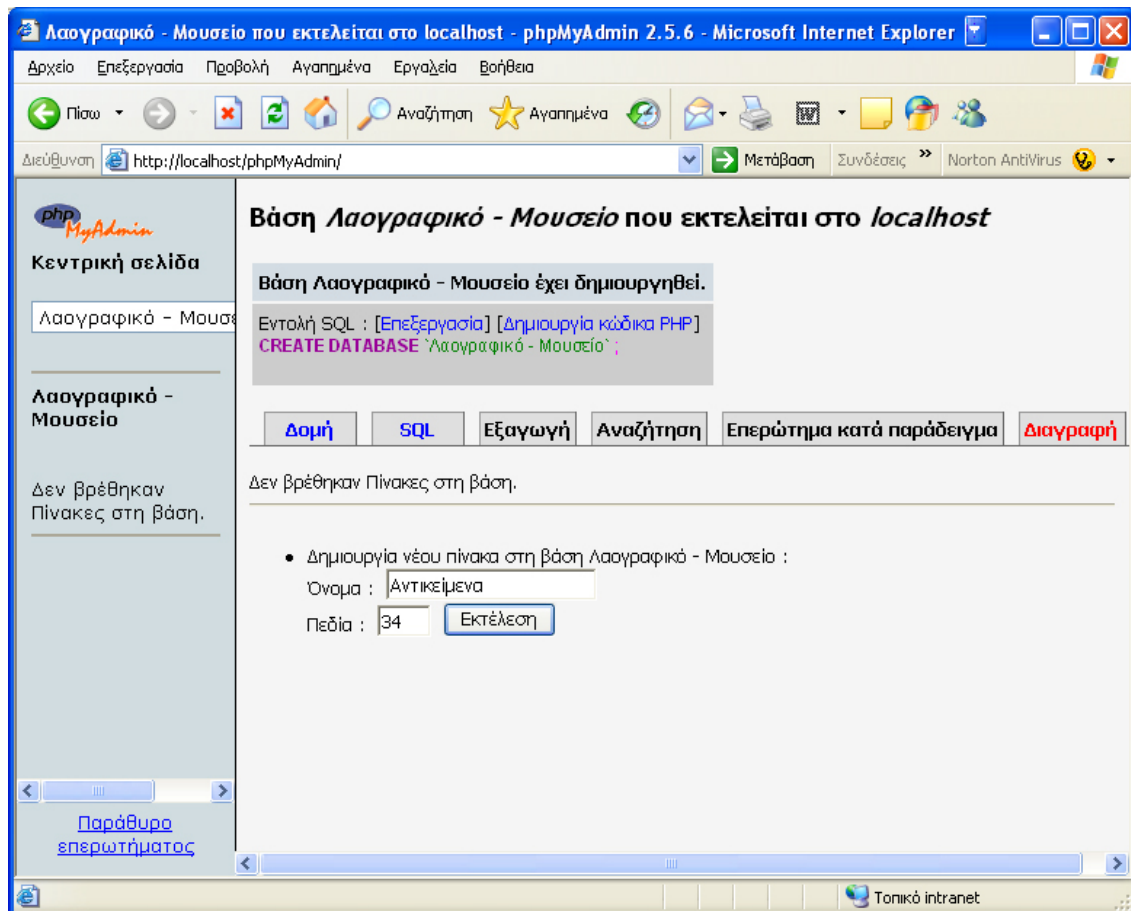 Λαογραφικό - Μουσείο που εκτελείται στο localhost - phpMyAdmin 2.5.6 - Microsoft Internet Explorer
Αρχείο Επεξεργασία Προβολή Αγαπημένα Εργαλεία Βοήθεια
Πίσω Αναζήτηση Αγαπημένα
Διεύθυνση http://localhost/phpMyAdmin/ Μετάβαση Συνδέσεις » Norton AntiVirus
php
MyAdmin
Κεντρική σελίδα
Λαογραφικό - Μουσε
Λαογραφικό -
Μουσείο
Δεν βρέθηκαν
Πίνακες στη βάση.
Παράθυρο
επερωτήματος
Βάση Λαογραφικό - Μουσείο που εκτελείται στο localhost
Βάση Λαογραφικό - Μουσείο έχει δημιουργηθεί.
Εντολή SQL : [Επεξεργασία] [Δημιουργία κώδικα PHP]
CREATE DATABASE `Λαογραφικό - Μουσείο` ;
Δομή SQL Εξαγωγή Αναζήτηση Επερώτημα κατά παράδειγμα Διαγραφή
Δεν βρέθηκαν Πίνακες στη βάση.
• Δημιουργία νέου πίνακα στη βάση Λαογραφικό - Μουσείο :
Όνομα : Αντικείμενα
Πεδία : 34 Εκτέλεση
Τοπικό intranet